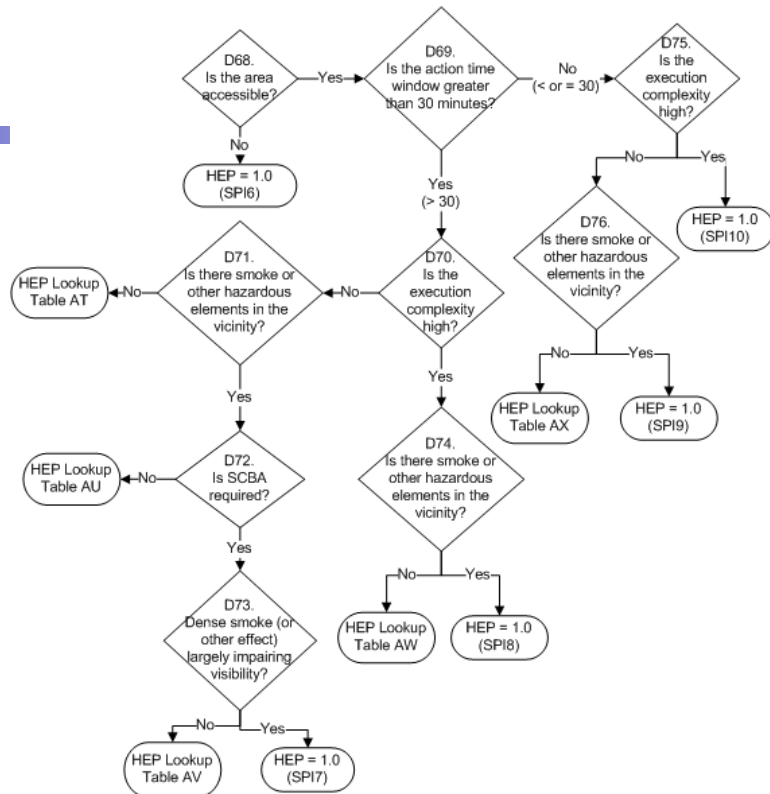 D68.
Is the area
accessible?
Yes
No
HEP = 1.0
(SPI6)
D69.
Is the action time
window greater
than 30 minutes?
No
(< or = 30)
Yes
(> 30)
D75.
Is the
execution
complexity
high?
No
Yes
HEP = 1.0
(SPI10)
D76.
Is there smoke or
other hazardous
elements in the
vicinity?
No
Yes
HEP Lookup
Table AX
HEP = 1.0
(SPI9)
D70.
Is the
execution
complexity
high?
No
Yes
D71.
Is there smoke or
other hazardous
elements in the
vicinity?
No
HEP Lookup
Table AT
Yes
D72.
Is SCBA
required?
No
HEP Lookup
Table AU
Yes
D73.
Dense smoke (or
other effect)
largely impairing
visibility?
No
Yes
HEP Lookup
Table AV
HEP = 1.0
(SPI7)
D74.
Is there smoke or
other hazardous
elements in the
vicinity?
No
Yes
HEP Lookup
Table AW
HEP = 1.0
(SPI8)